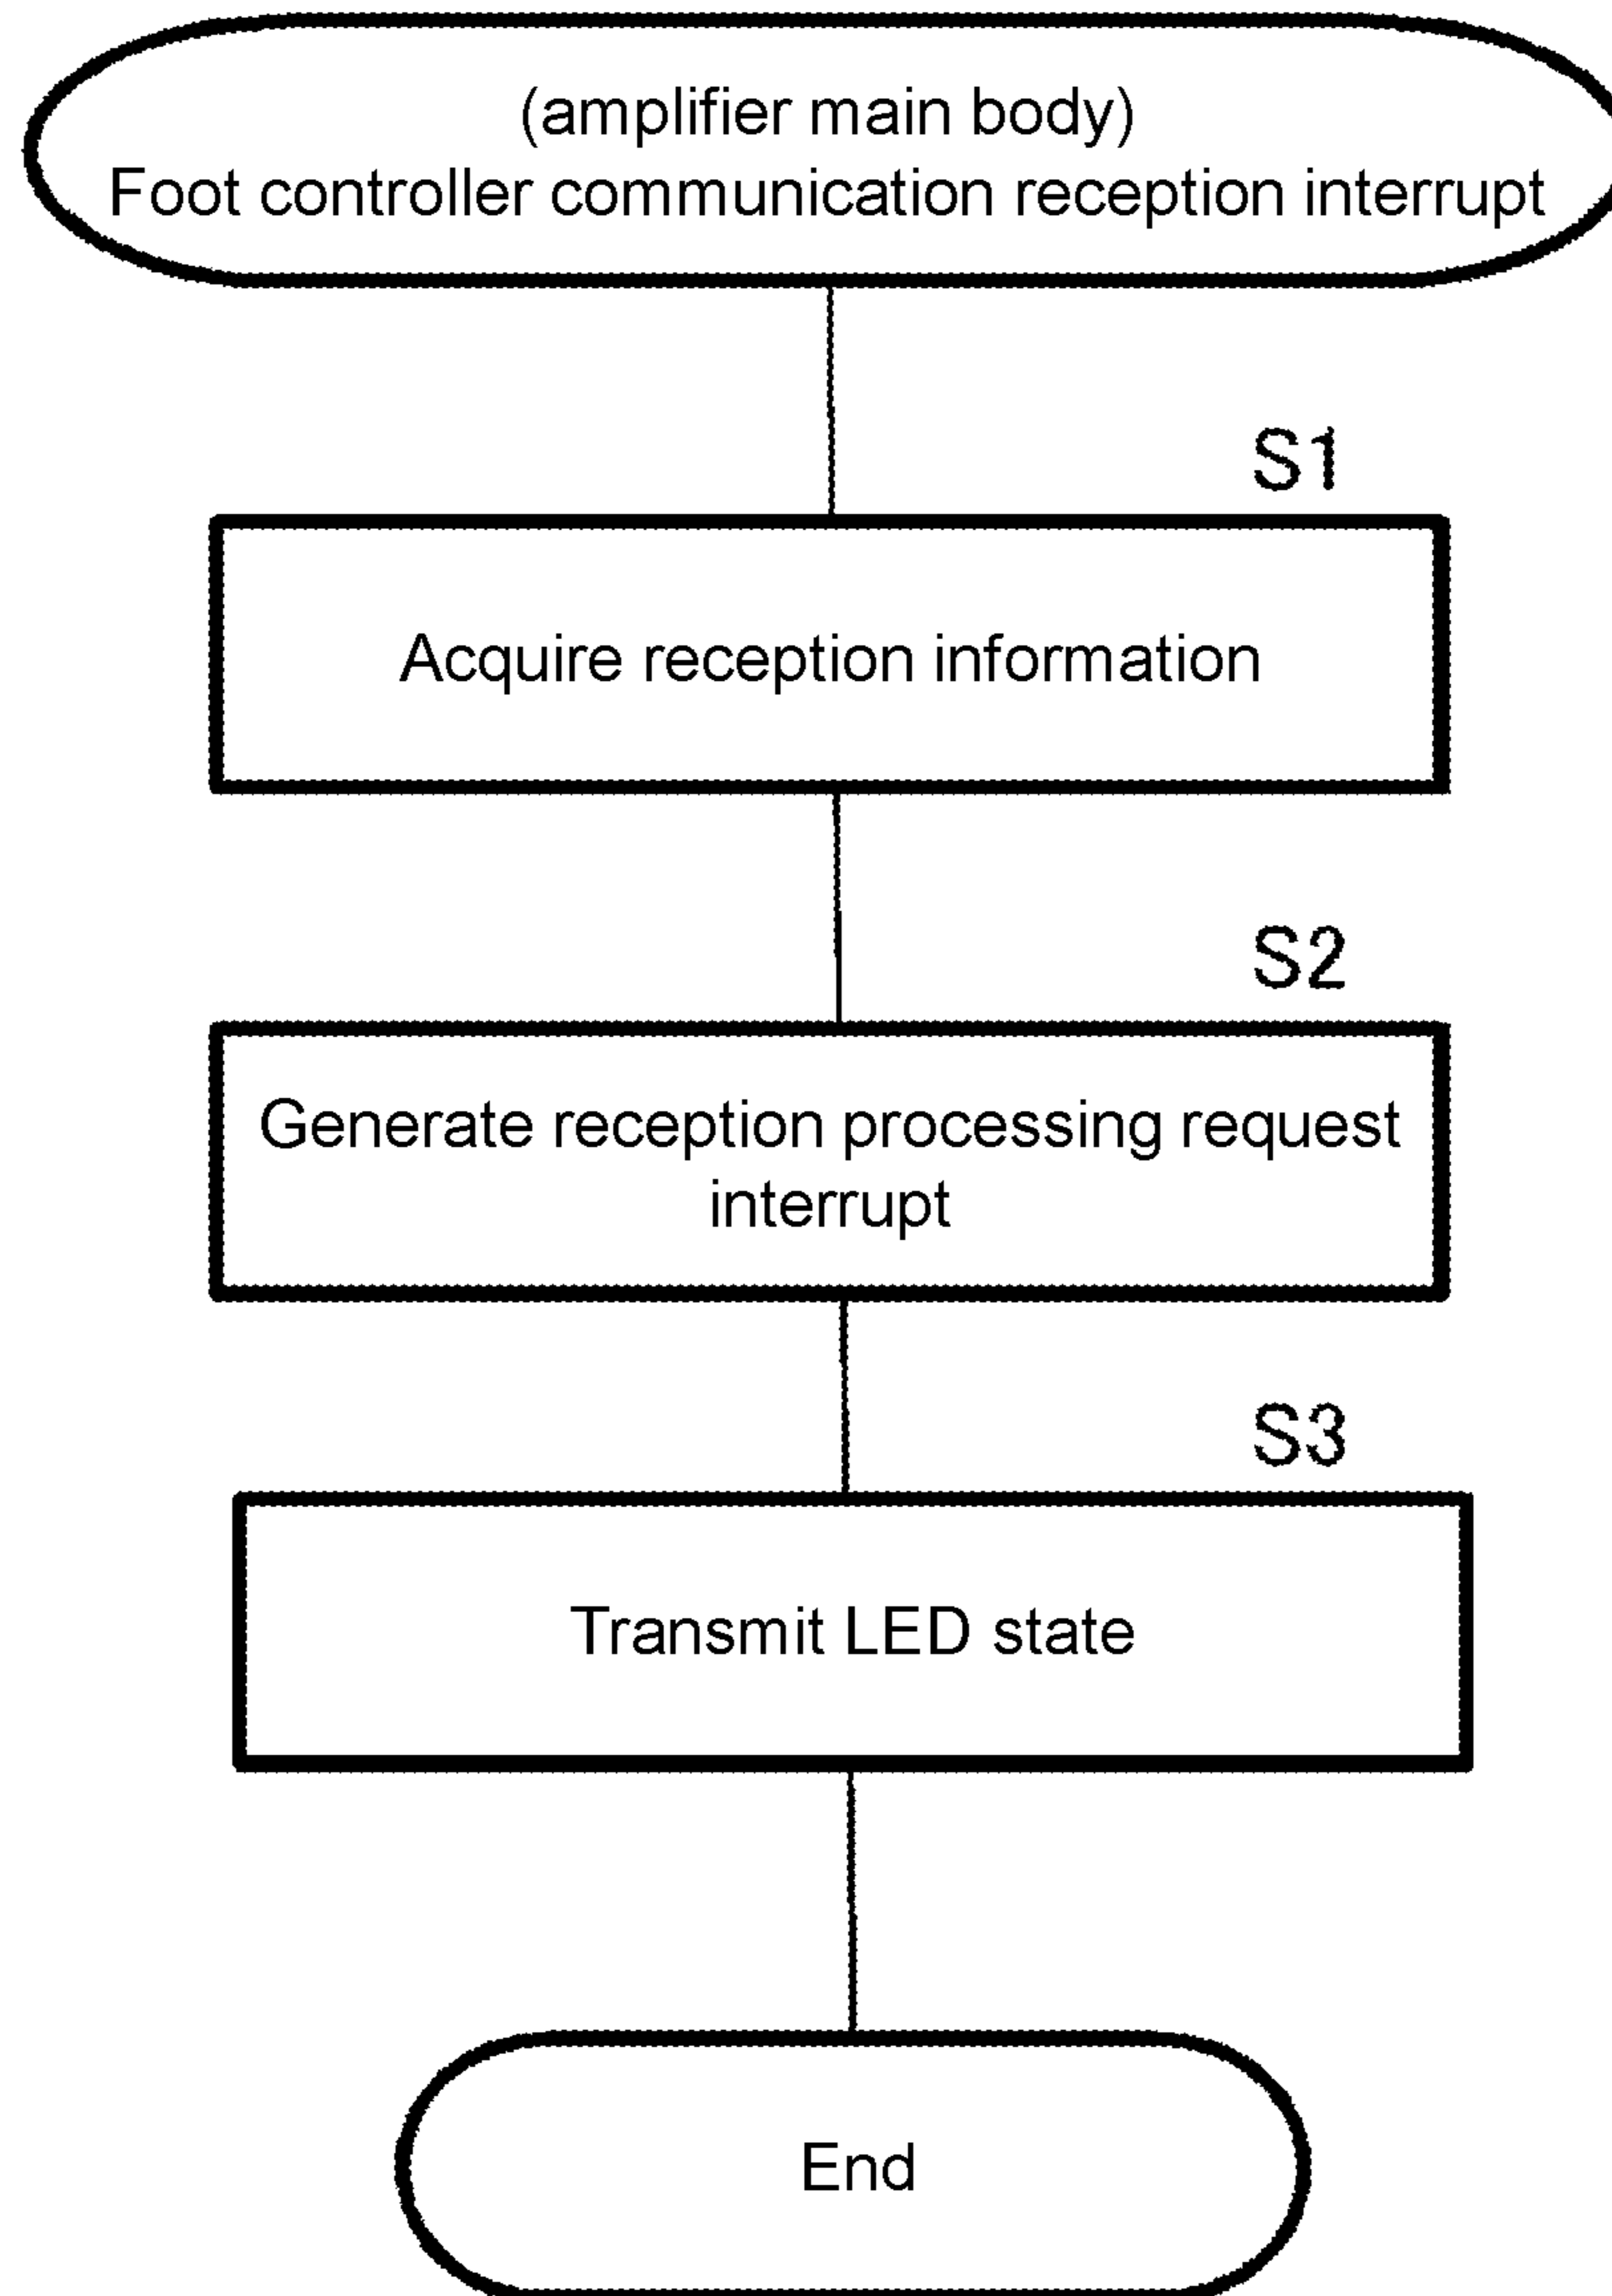 (amplifier main body)
Foot controller communication reception interrupt
S1
Acquire reception information
S2
Generate reception processing request
interrupt
S3
Transmit LED state
End